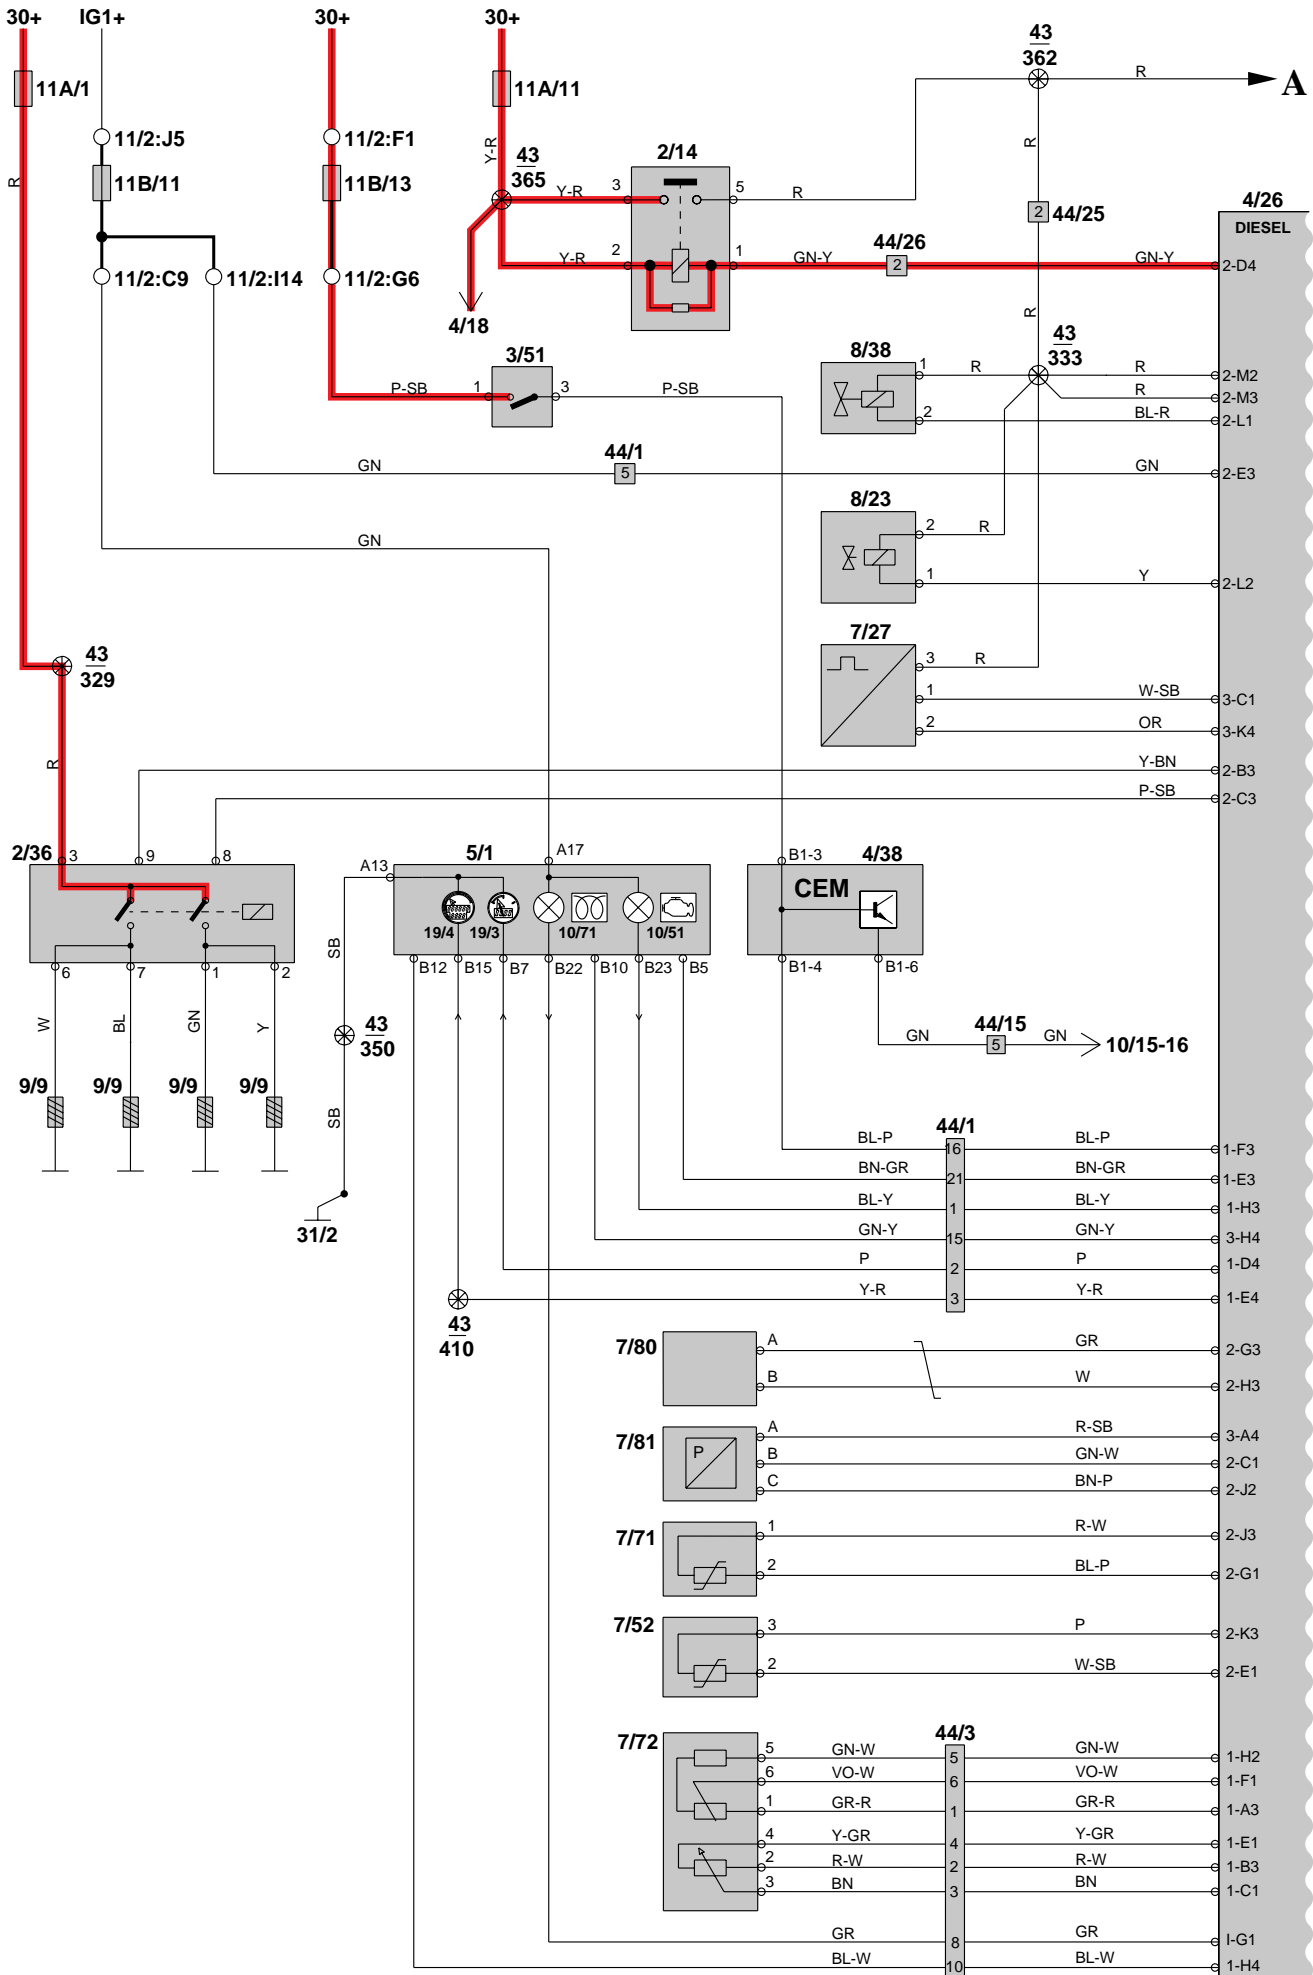 30+ IG1+ 30+ 30+
43
362
R
A
11A/1
11A/11
11/2:J5
11/2:F1
R
Y-R
43
365
2/14
11B/11
11B/13
R
Y-R
3
5
R
2
44/25
4/26
DIESEL
Y-R
2
1
GN-Y
44/26
2
GN-Y
2-D4
11/2:C9
11/2:I14
11/2:G6
4/18
R
3/51
8/38
43
333
1
R
R
2-M2
P-SB
1
3
P-SB
R
2-M3
2
BL-R
2-L1
GN
44/1
5
GN
2-E3
8/23
2
R
GN
1
Y
2-L2
7/27
43
329
3
R
1
W-SB
3-C1
2
OR
3-K4
R
Y-BN
2-B3
P-SB
2-C3
2/36
3
9
8
A13
5/1
A17
B1-3
4/38
CEM
19/4
19/3
10/71
10/51
SB
6
7
1
2
B12
B15
B7
B22
B10
B23
B5
B1-4
B1-6
W
BL
GN
Y
43
350
GN
44/15
5
GN
10/15-16
9/9
9/9
9/9
9/9
SB
44/1
BL-P
16
BL-P
1-F3
BN-GR
21
BN-GR
1-E3
BL-Y
1
BL-Y
1-H3
31/2
GN-Y
15
GN-Y
3-H4
P
2
P
1-D4
Y-R
3
Y-R
1-E4
43
410
7/80
A
GR
2-G3
B
W
2-H3
7/81
P
A
R-SB
3-A4
B
GN-W
2-C1
C
BN-P
2-J2
7/71
1
R-W
2-J3
2
BL-P
2-G1
7/52
3
P
2-K3
2
W-SB
2-E1
7/72
44/3
5
GN-W
5
GN-W
1-H2
6
VO-W
6
VO-W
1-F1
1
GR-R
1
GR-R
1-A3
4
Y-GR
4
Y-GR
1-E1
2
R-W
2
R-W
1-B3
3
BN
3
BN
1-C1
GR
8
GR
I-G1
BL-W
10
BL-W
1-H4